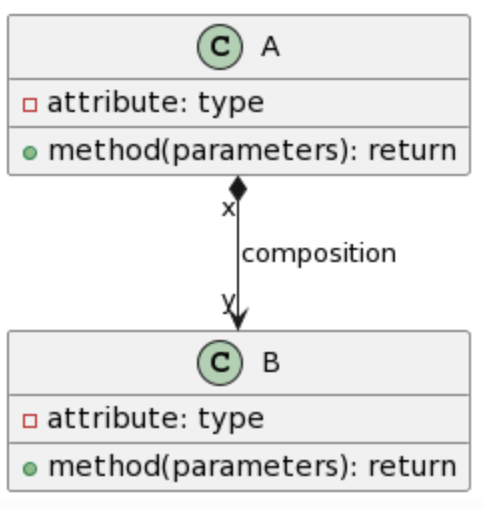 C A
attribute: type
method(parameters): return
x
composition
y
C B
attribute: type
method(parameters): return